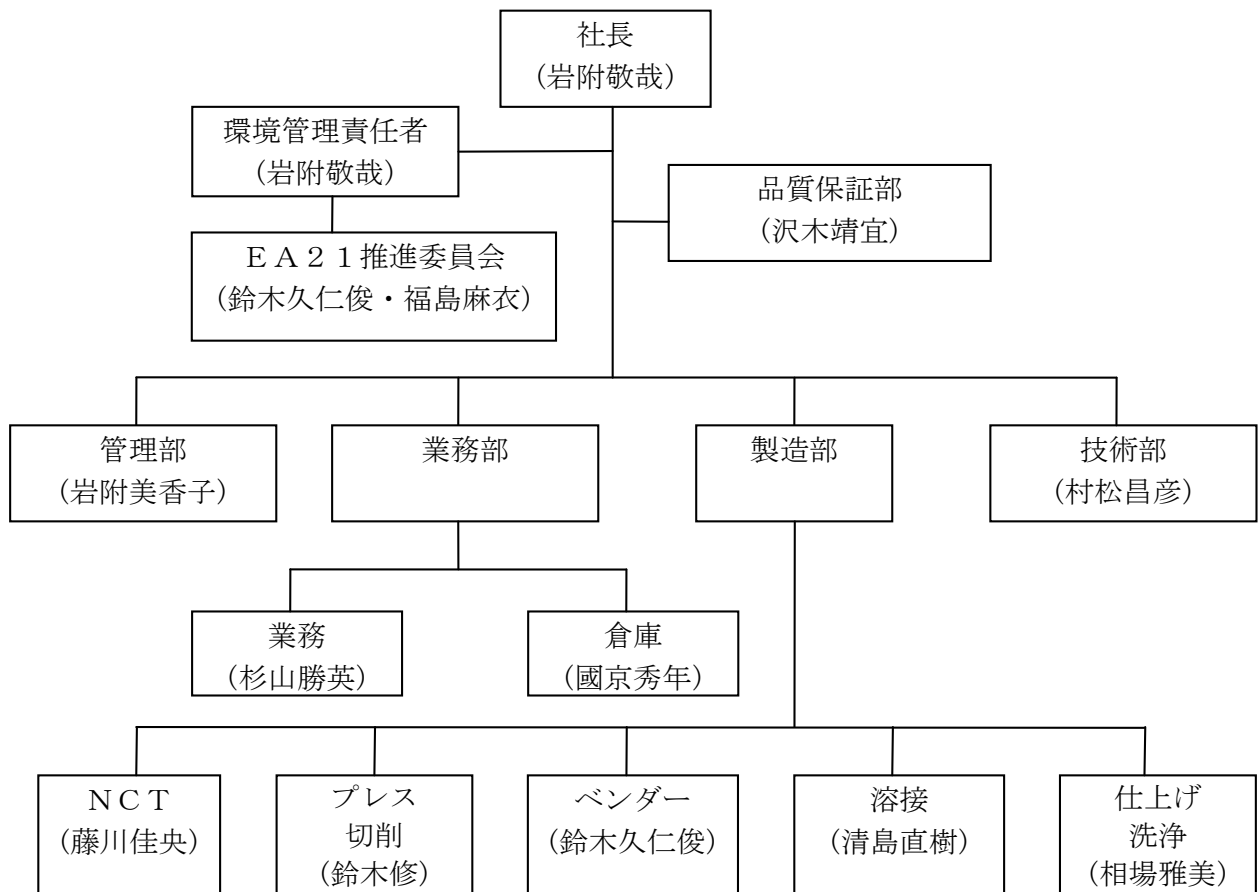 社長
（岩附敬哉）
環境管理責任者
（岩附敬哉）
品質保証部
（沢木靖宜）
ＥＡ２１推進委員会
（鈴木久仁俊・福島麻衣）
管理部
（岩附美香子）
業務部
製造部
技術部
（村松昌彦）
業務
（杉山勝英）
倉庫
（國京秀年）
ＮＣＴ
（藤川佳央）
プレス
切削
（鈴木修）
ベンダー
（鈴木久仁俊）
溶接
（清島直樹）
仕上げ
洗浄
（相場雅美）